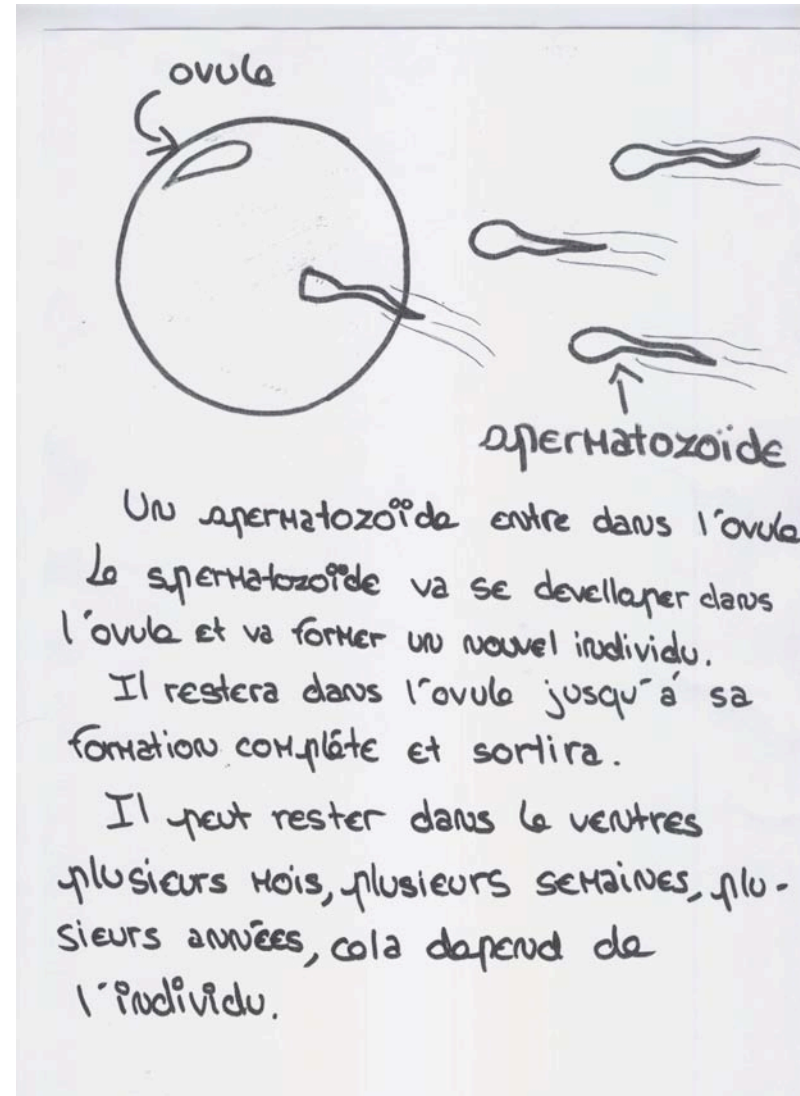 ovule
spermatozoïde
Un spermatozoïde entre dans l'ovule
Le spermatozoïde va se develloper dans
l'ovule et va former un nouvel individu.
Il restera dans l'ovule jusqu'á sa
formation compléte et sortira.
Il peut rester dans le ventres
plusieurs mois, plusieurs semaines, plu-
sieurs années, cela depend de
l'individu.